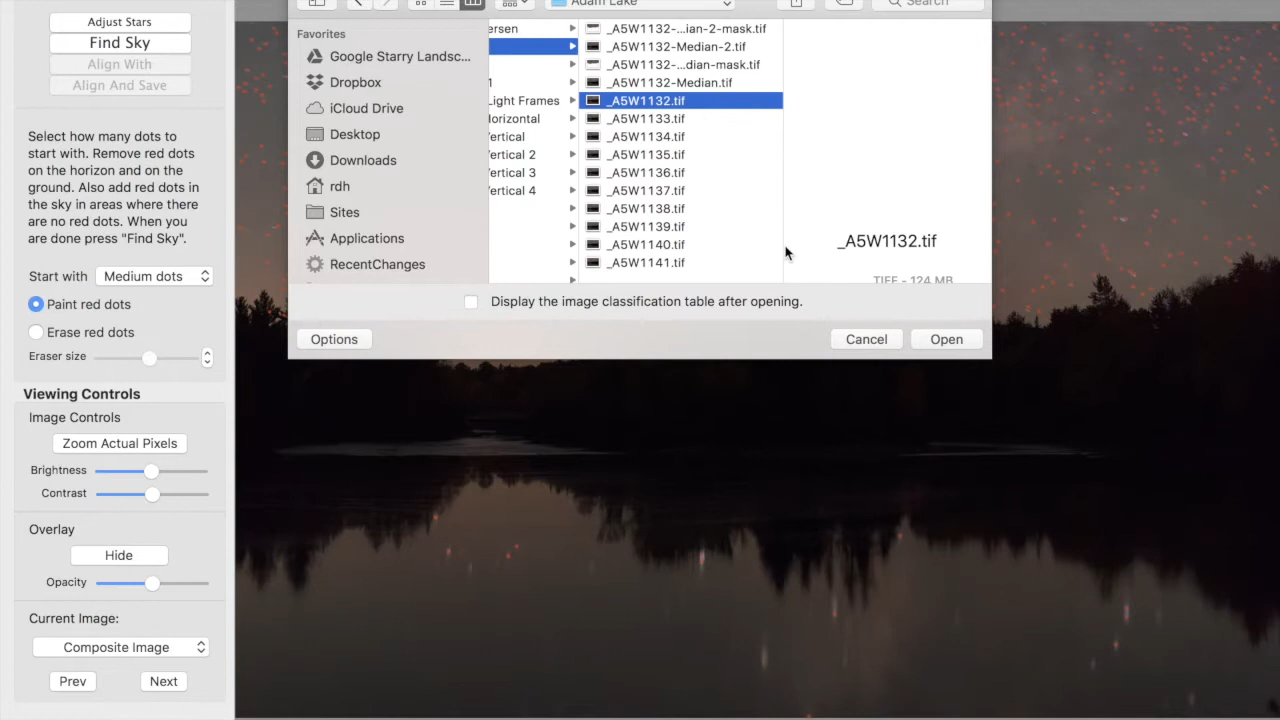 Adjust Stars
Find Sky
Align With
Align And Save
Select how many dots to
start with. Remove red dots
on the horizon and on the
ground. Also add red dots in
the sky in areas where there
are no red dots. When you
are done press "Find Sky".
Start with Medium dots
Paint red dots
Erase red dots
Eraser size
Viewing Controls
Image Controls
Zoom Actual Pixels
Brightness
Contrast
Overlay
Hide
Opacity
Current Image:
Composite Image
Prev Next
Adam Lake
Search
Favorites
Google Starry Landsc...
Dropbox
iCloud Drive
Desktop
Downloads
rdh
Sites
Applications
RecentChanges
ersen
1
Light Frames
lorizontal
'ertical
'ertical 2
'ertical 3
'ertical 4
_A5W1132-...ian-2-mask.tif
_A5W1132-Median-2.tif
_A5W1132-...dian-mask.tif
_A5W1132-Median.tif
_A5W1132.tif
_A5W1133.tif
_A5W1134.tif
_A5W1135.tif
_A5W1136.tif
_A5W1137.tif
_A5W1138.tif
_A5W1139.tif
_A5W1140.tif
_A5W1141.tif
_A5W1132.tif
TIFF - 124 MB
Display the image classification table after opening.
Options Cancel Open